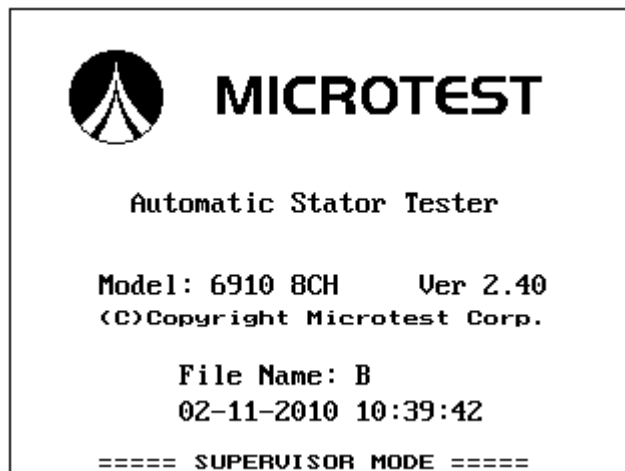 MICROTEST
Automatic Stator Tester
Model: 6910 8CH Ver 2.40
(C)Copyright Microtest Corp.
File Name: B
02-11-2010 10:39:42
===== SUPERVISOR MODE =====